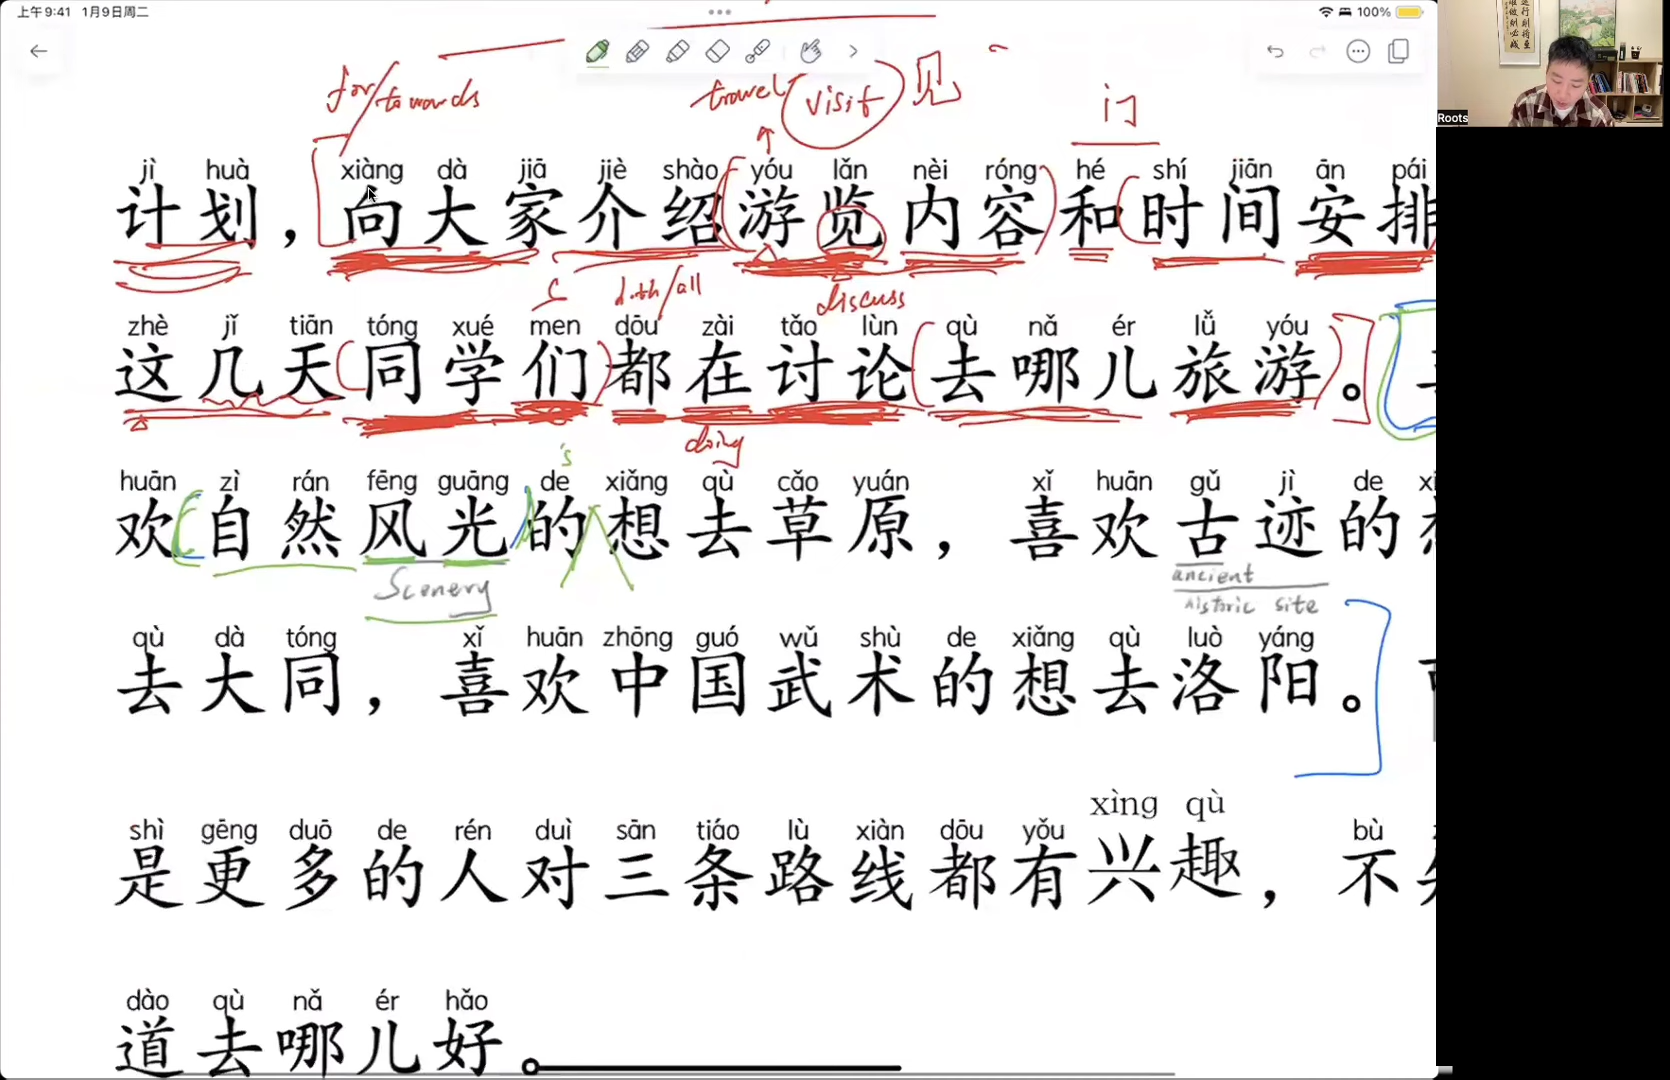 上午9:41 1月9日周二
100%
Roots
for/towards
travel visit 见
门
jì huà xiàng dà jiā jiè shào yóu lǎn nèi róng hé shí jiān ān pái
计划，向大家介绍游览内容和时间安排
both/all discuss
zhè jǐ tiān tóng xué men dōu zài tǎo lùn qù nǎ ér lǚ yóu
这几天同学们都在讨论去哪儿旅游。
doing
's
huān zì rán fēng guāng de xiǎng qù cǎo yuán xǐ huān gǔ jì de
欢自然风光的想去草原，喜欢古迹的
Scenery
ancient
historic site
qù dà tóng xǐ huān zhōng guó wǔ shù de xiǎng qù luò yáng
去大同，喜欢中国武术的想去洛阳。
xìng qù
shì gēng duō de rén duì sān tiáo lù xiàn dōu yǒu bù
是更多的人对三条路线都有兴趣，不
dào qù nǎ ér hǎo
道去哪儿好。